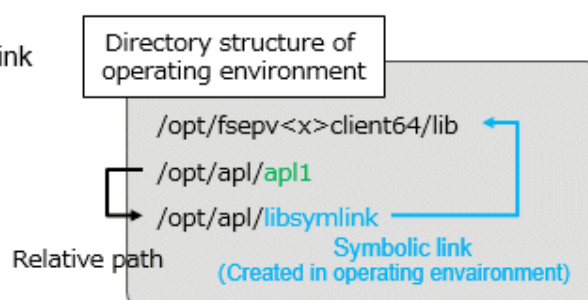 ink
Directory structure of
operating environment
/opt/fsepv<x>client64/lib
/opt/apl/apl1
/opt/apl/libsymlink
Relative path
Symbolic link
(Created in operating envaironment)